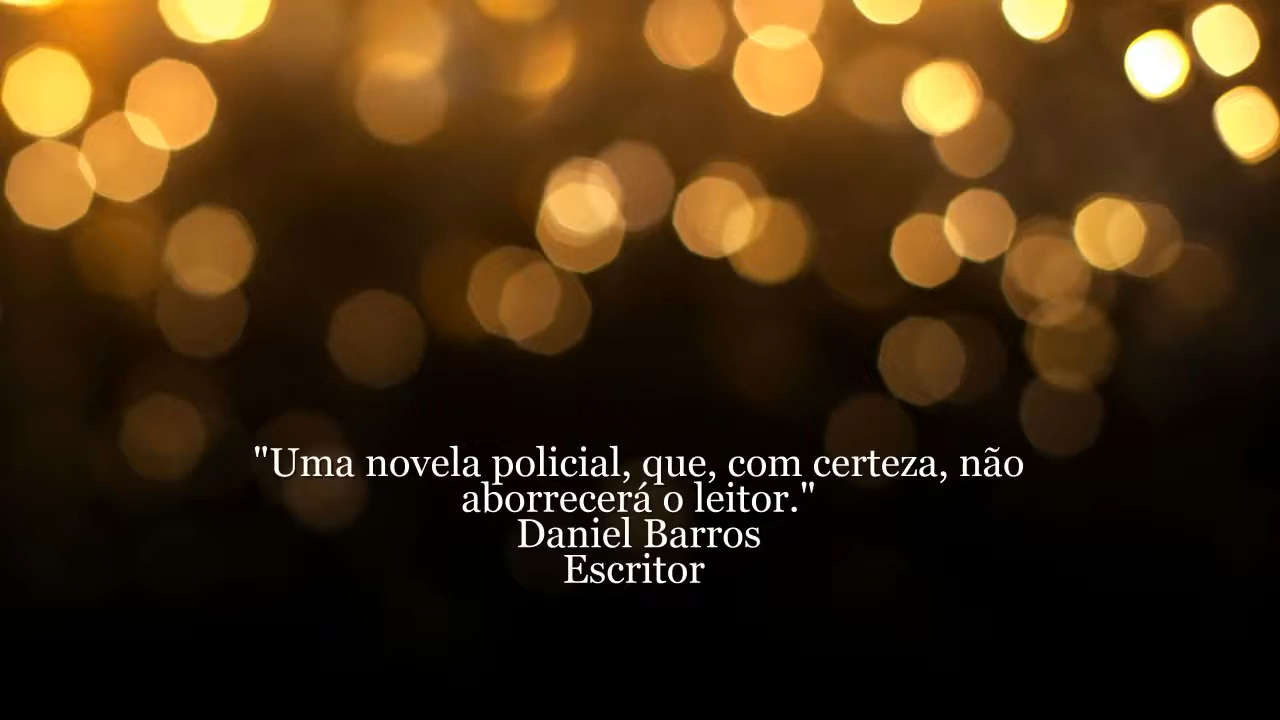 "Uma novela policial, que, com certeza, não
aborrecerá o leitor."
Daniel Barros
Escritor